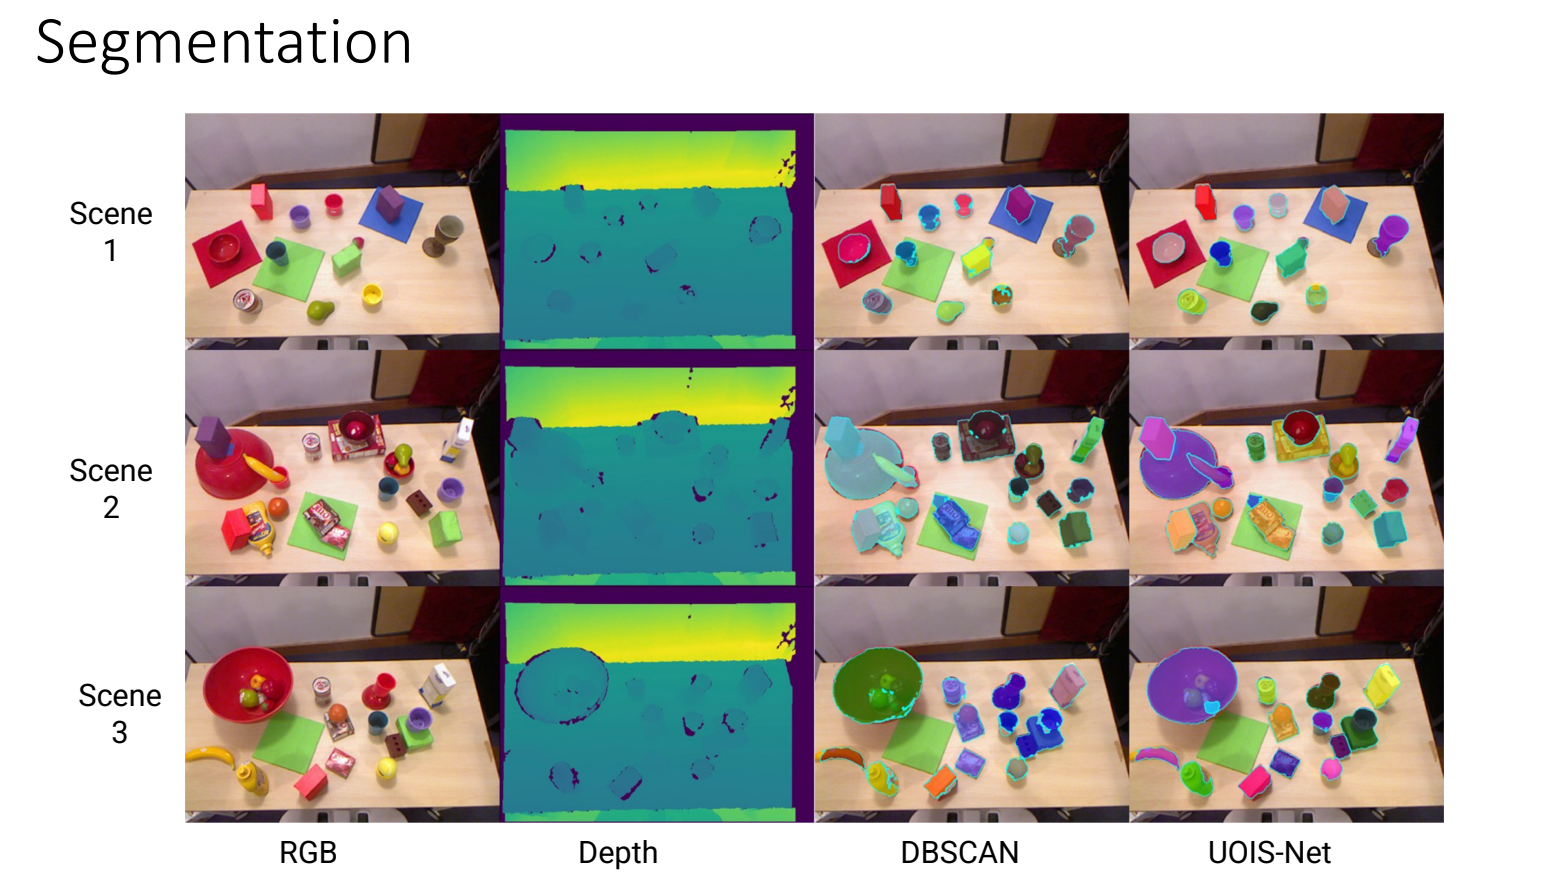 Segmentation
Scene
1
Scene
2
Scene
3
RGB
Depth
DBSCAN
UOIS-Net